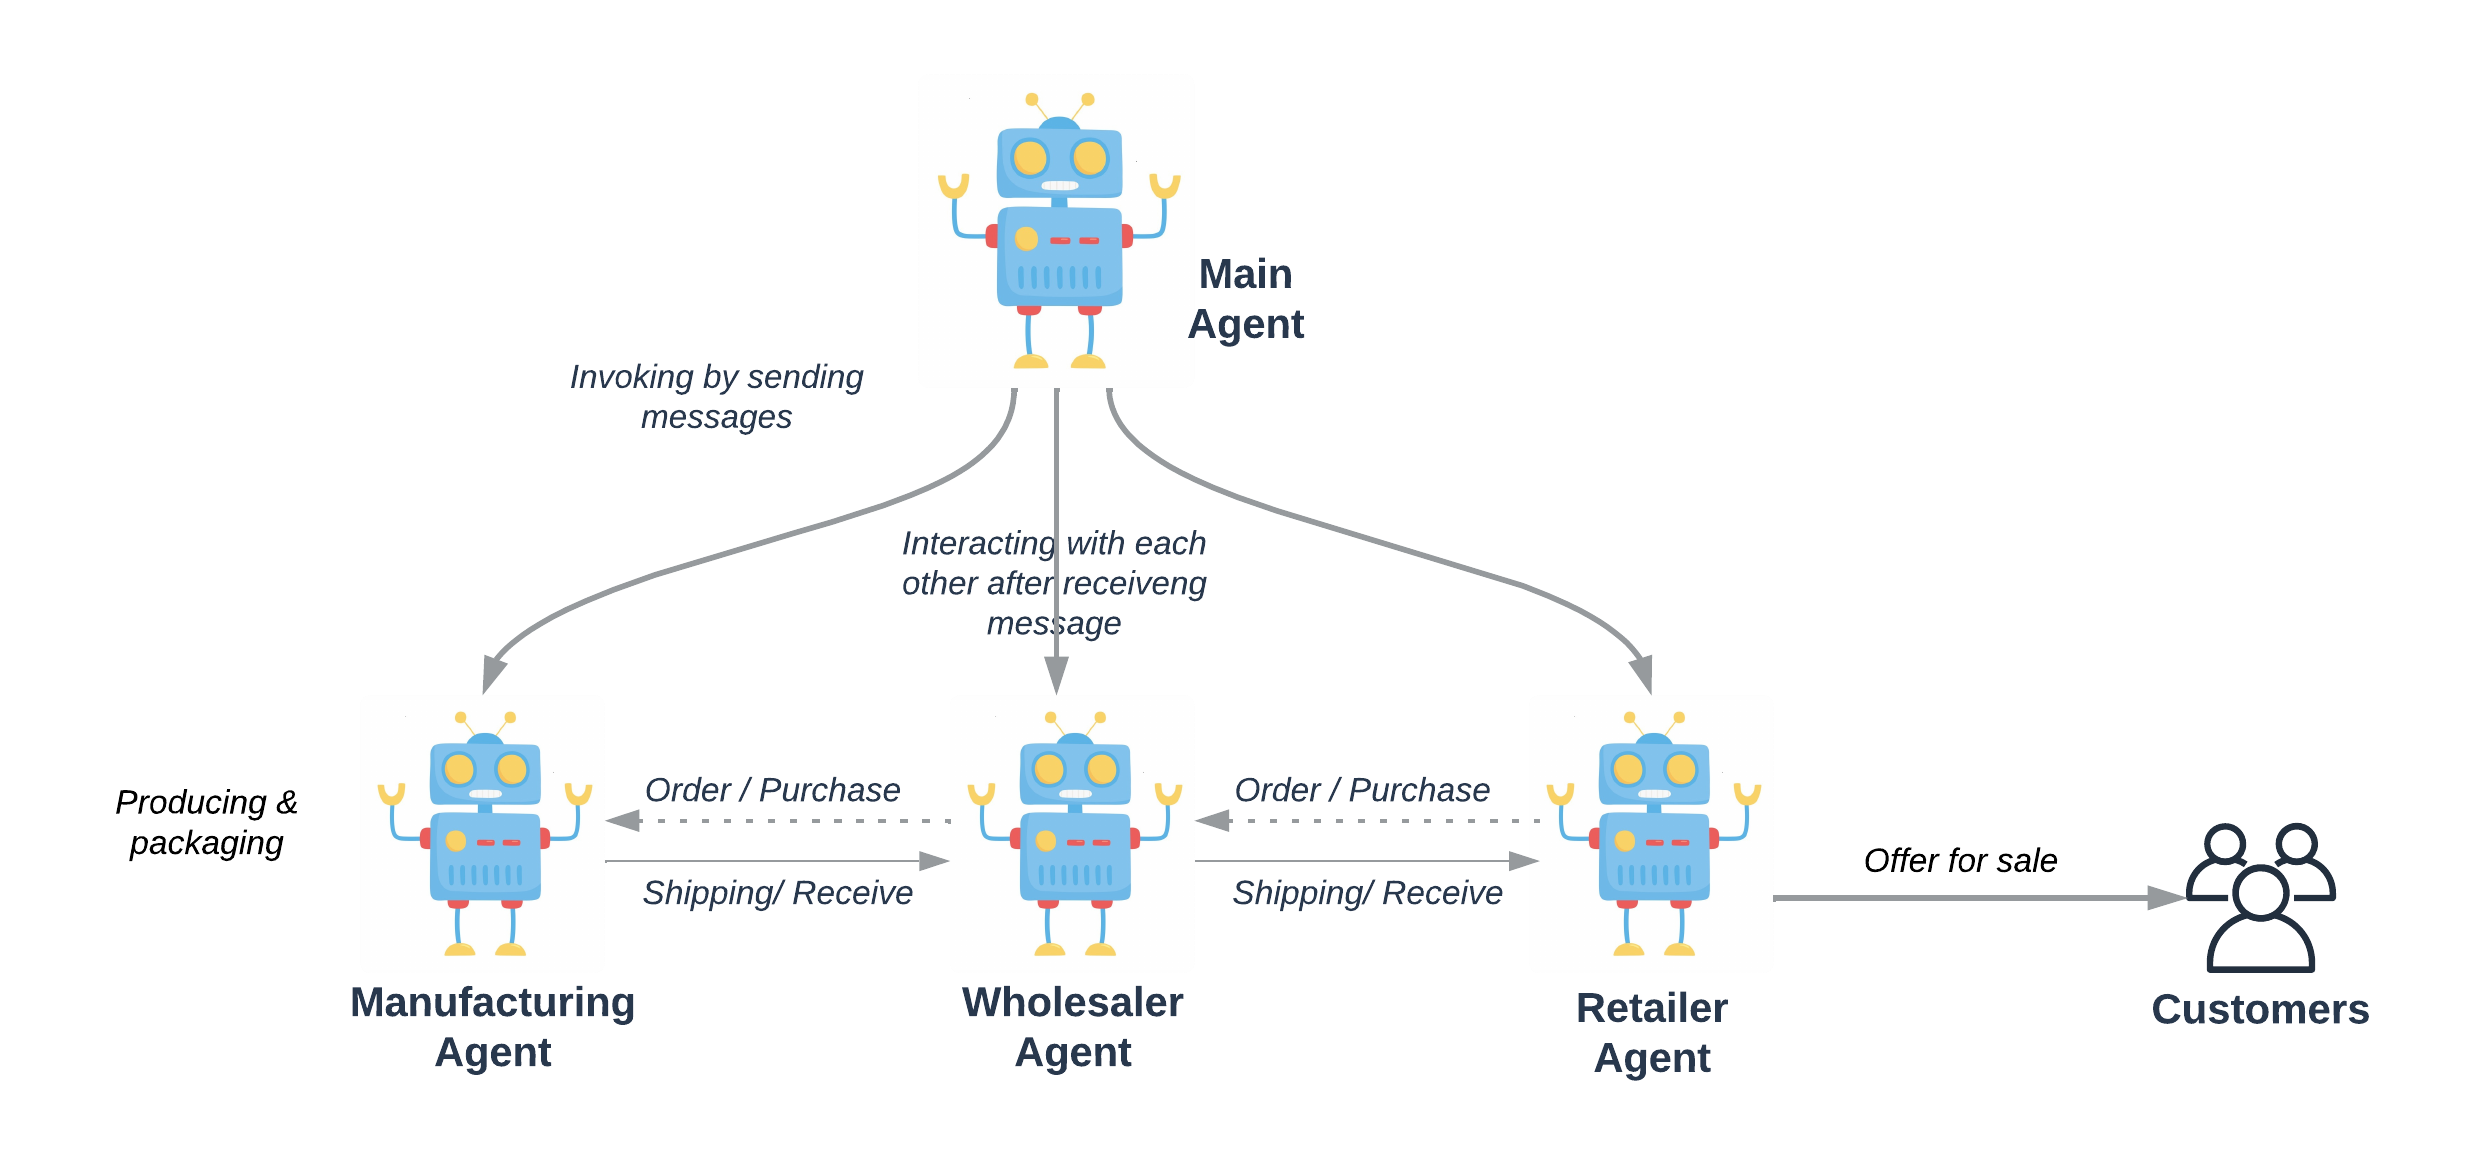 Main
Agent
Invoking by sending
messages
Interacting with each
other after receiveng
message
Producing &
packaging
Order / Purchase
Shipping/ Receive
Order / Purchase
Shipping/ Receive
Offer for sale
Manufacturing
Agent
Wholesaler
Agent
Retailer
Agent
Customers